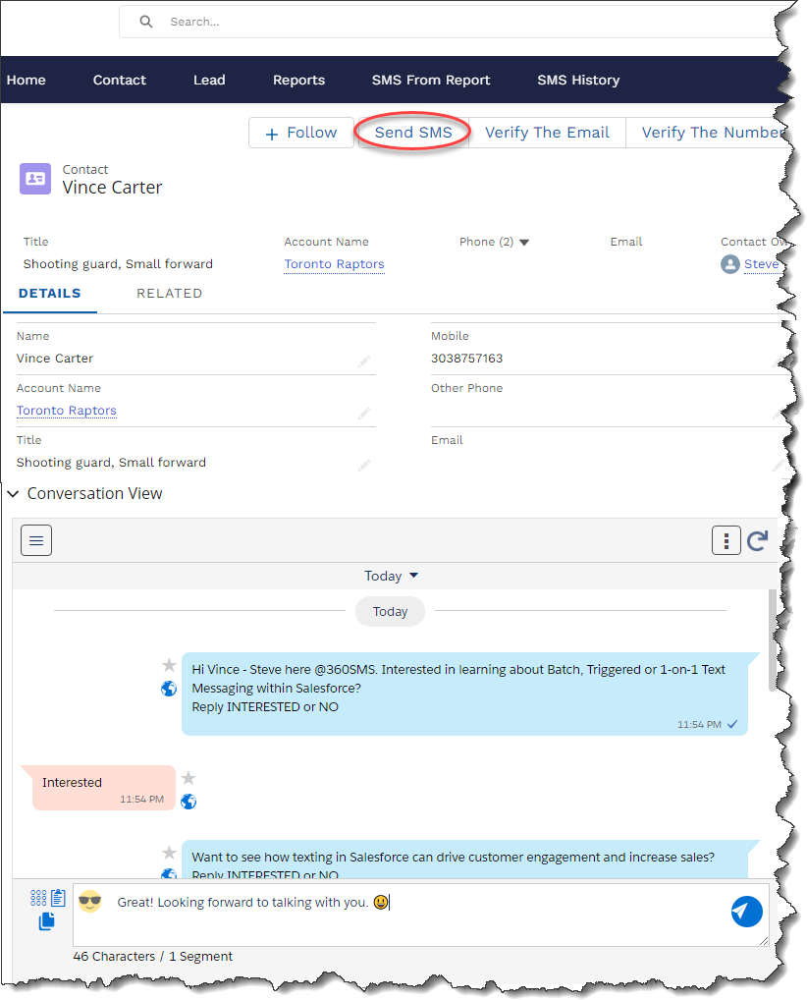 Search...
Home Contact Lead Reports SMS From Report SMS History
+ Follow Send SMS Verify The Email Verify The Number
Contact
Vince Carter
Title Account Name Phone (2) Email Contact Ow
Shooting guard, Small forward Toronto Raptors Steve
DETAILS RELATED
Name Mobile
Vince Carter 3038757163
Account Name Other Phone
Toronto Raptors
Title Email
Shooting guard, Small forward
Conversation View
Today
Today
Hi Vince - Steve here @360SMS. Interested in learning about Batch, Triggered or 1-on-1 Text
Messaging within Salesforce?
Reply INTERESTED or NO
11:54 PM
Interested
11:54 PM
Want to see how texting in Salesforce can drive customer engagement and increase sales?
Reply INTERESTED or NO
Great! Looking forward to talking with you. 😃
46 Characters / 1 Segment